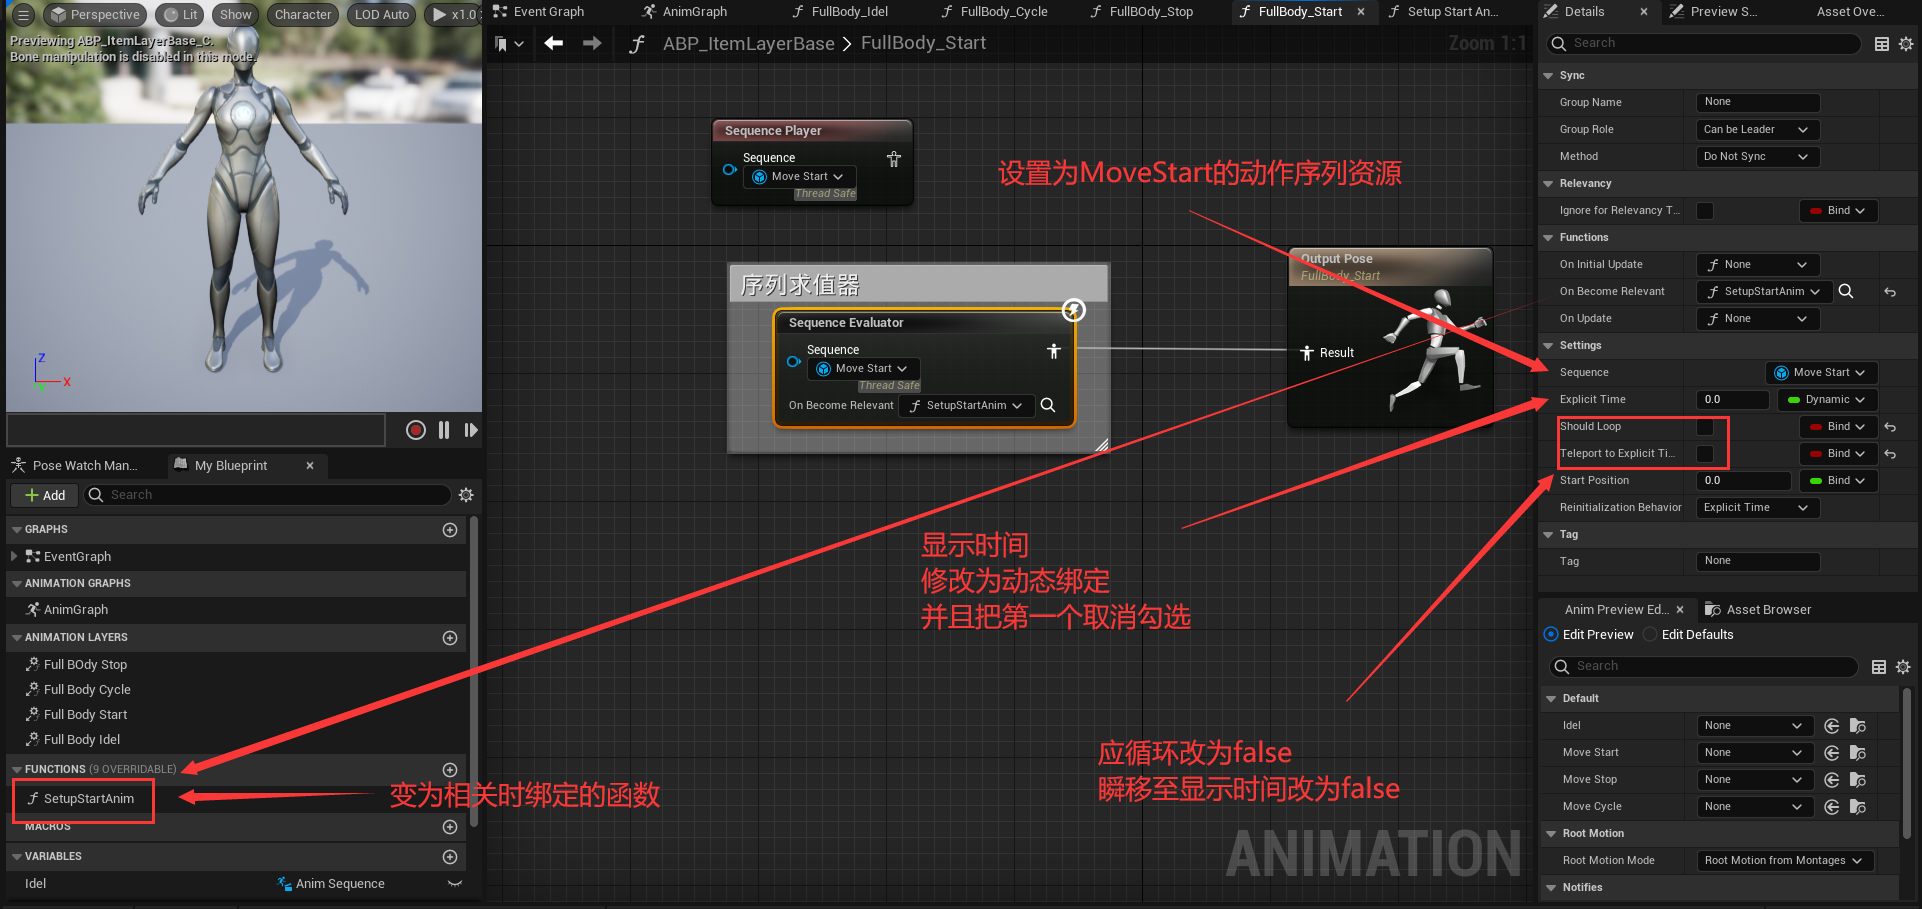 Perspective
Lit
Show
Character
LOD Auto
x1.0
Previewing ABP_ItemLayerBase_C.
Bone manipulation is disabled in this mode.
Z
X
Y
Event Graph
AnimGraph
FullBody_Idel
FullBody_Cycle
FullBOdy_Stop
FullBody_Start
Setup Start An...
ABP_ItemLayerBase > FullBody_Start
Zoom 1:1
Sequence Player
Sequence
Move Start
Thread Safe
设置为MoveStart的动作序列资源
序列求值器
Sequence Evaluator
Sequence
Move Start
Thread Safe
On Become Relevant
SetupStartAnim
Output Pose
FullBody_Start
Result
显示时间
修改为动态绑定
并且把第一个取消勾选
应循环改为false
瞬移至显示时间改为false
变为相关时绑定的函数
ANIMATION
Pose Watch Man...
My Blueprint
Add
Search
GRAPHS
EventGraph
ANIMATION GRAPHS
AnimGraph
ANIMATION LAYERS
Full BOdy Stop
Full Body Cycle
Full Body Start
Full Body Idel
FUNCTIONS (9 OVERRIDABLE)
SetupStartAnim
MACROS
VARIABLES
Idel
Anim Sequence
Details
Preview S...
Asset Ove...
Search
Sync
Group Name
None
Group Role
Can be Leader
Method
Do Not Sync
Relevancy
Ignore for Relevancy T...
Bind
Functions
On Initial Update
None
On Become Relevant
SetupStartAnim
On Update
None
Settings
Sequence
Move Start
Explicit Time
0.0
Dynamic
Should Loop
Bind
Teleport to Explicit Ti...
Bind
Start Position
0.0
Bind
Reinitialization Behavior
Explicit Time
Tag
Tag
None
Anim Preview Ed...
Asset Browser
Edit Preview
Edit Defaults
Search
Default
Idel
None
Move Start
None
Move Stop
None
Move Cycle
None
Root Motion
Root Motion Mode
Root Motion from Montages
Notifies